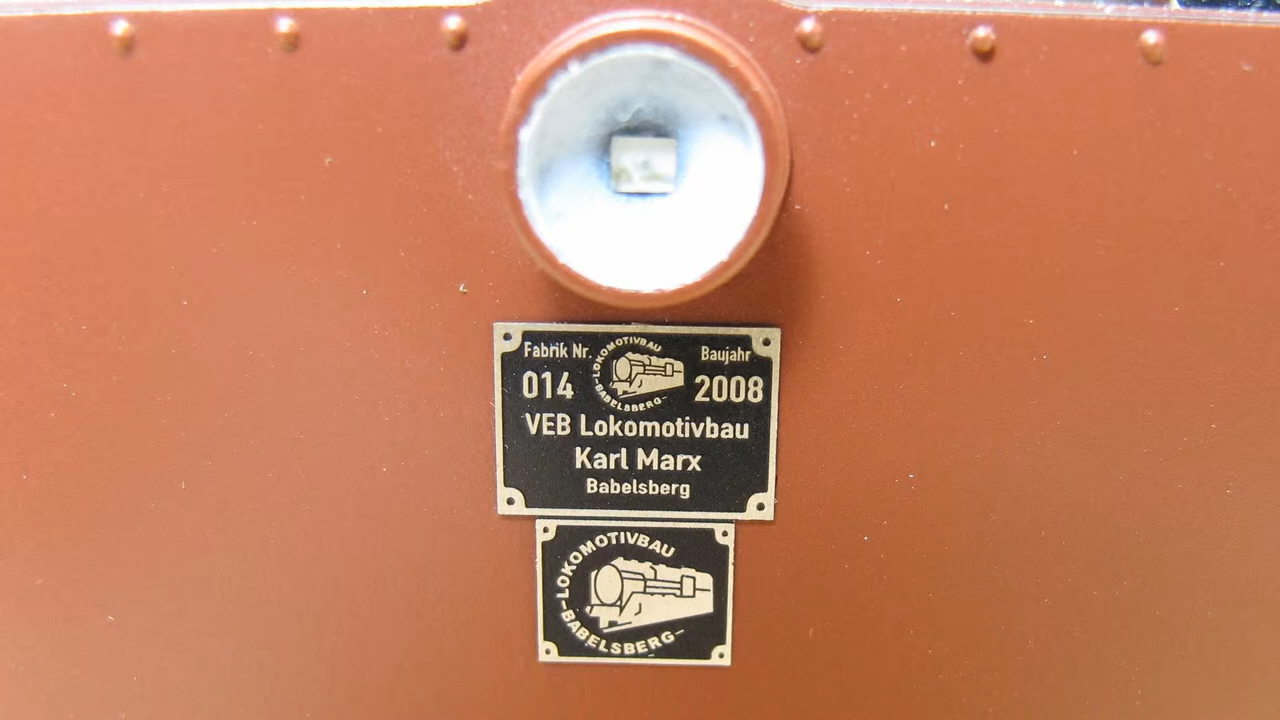 Fabrik Nr.
LOKOMOTIVBAU
Baujahr
014
2008
–BABELSBERG–
VEB Lokomotivbau
Karl Marx
Babelsberg
LOKOMOTIVBAU
–BABELSBERG–